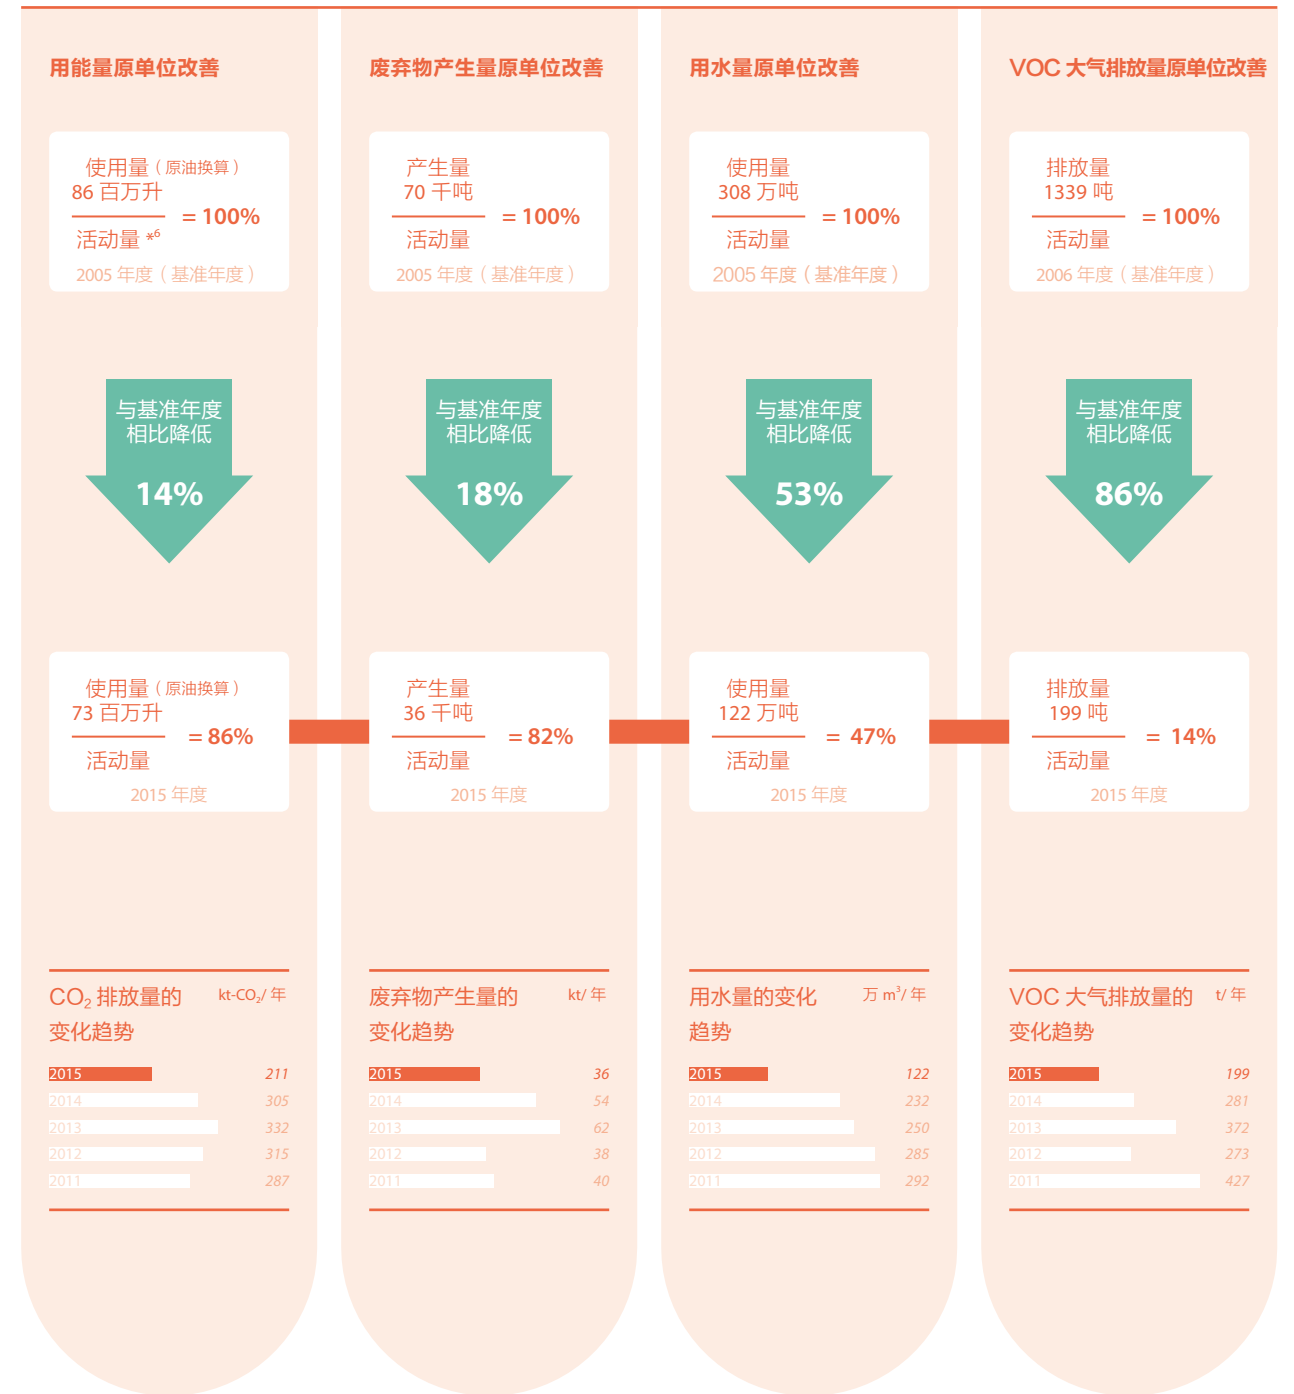 用能量原单位改善
使用量（原油换算）
86 百万升
= 100%
活动量 *6
2005 年度（基准年度）
与基准年度
相比降低
14%
使用量（原油换算）
73 百万升
= 86%
活动量
2015 年度
CO₂ 排放量的 kt-CO₂/ 年
变化趋势
2015 211
2014 305
2013 332
2012 315
2011 287
废弃物产生量原单位改善
产生量
70 千吨
= 100%
活动量
2005 年度（基准年度）
与基准年度
相比降低
18%
产生量
36 千吨
= 82%
活动量
2015 年度
废弃物产生量的 kt/ 年
变化趋势
2015 36
2014 54
2013 62
2012 38
2011 40
用水量原单位改善
使用量
308 万吨
= 100%
活动量
2005 年度（基准年度）
与基准年度
相比降低
53%
使用量
122 万吨
= 47%
活动量
2015 年度
用水量的变化 万 m³/ 年
趋势
2015 122
2014 232
2013 250
2012 285
2011 292
VOC 大气排放量原单位改善
排放量
1339 吨
= 100%
活动量
2006 年度（基准年度）
与基准年度
相比降低
86%
排放量
199 吨
= 14%
活动量
2015 年度
VOC 大气排放量的 t/ 年
变化趋势
2015 199
2014 281
2013 372
2012 273
2011 427